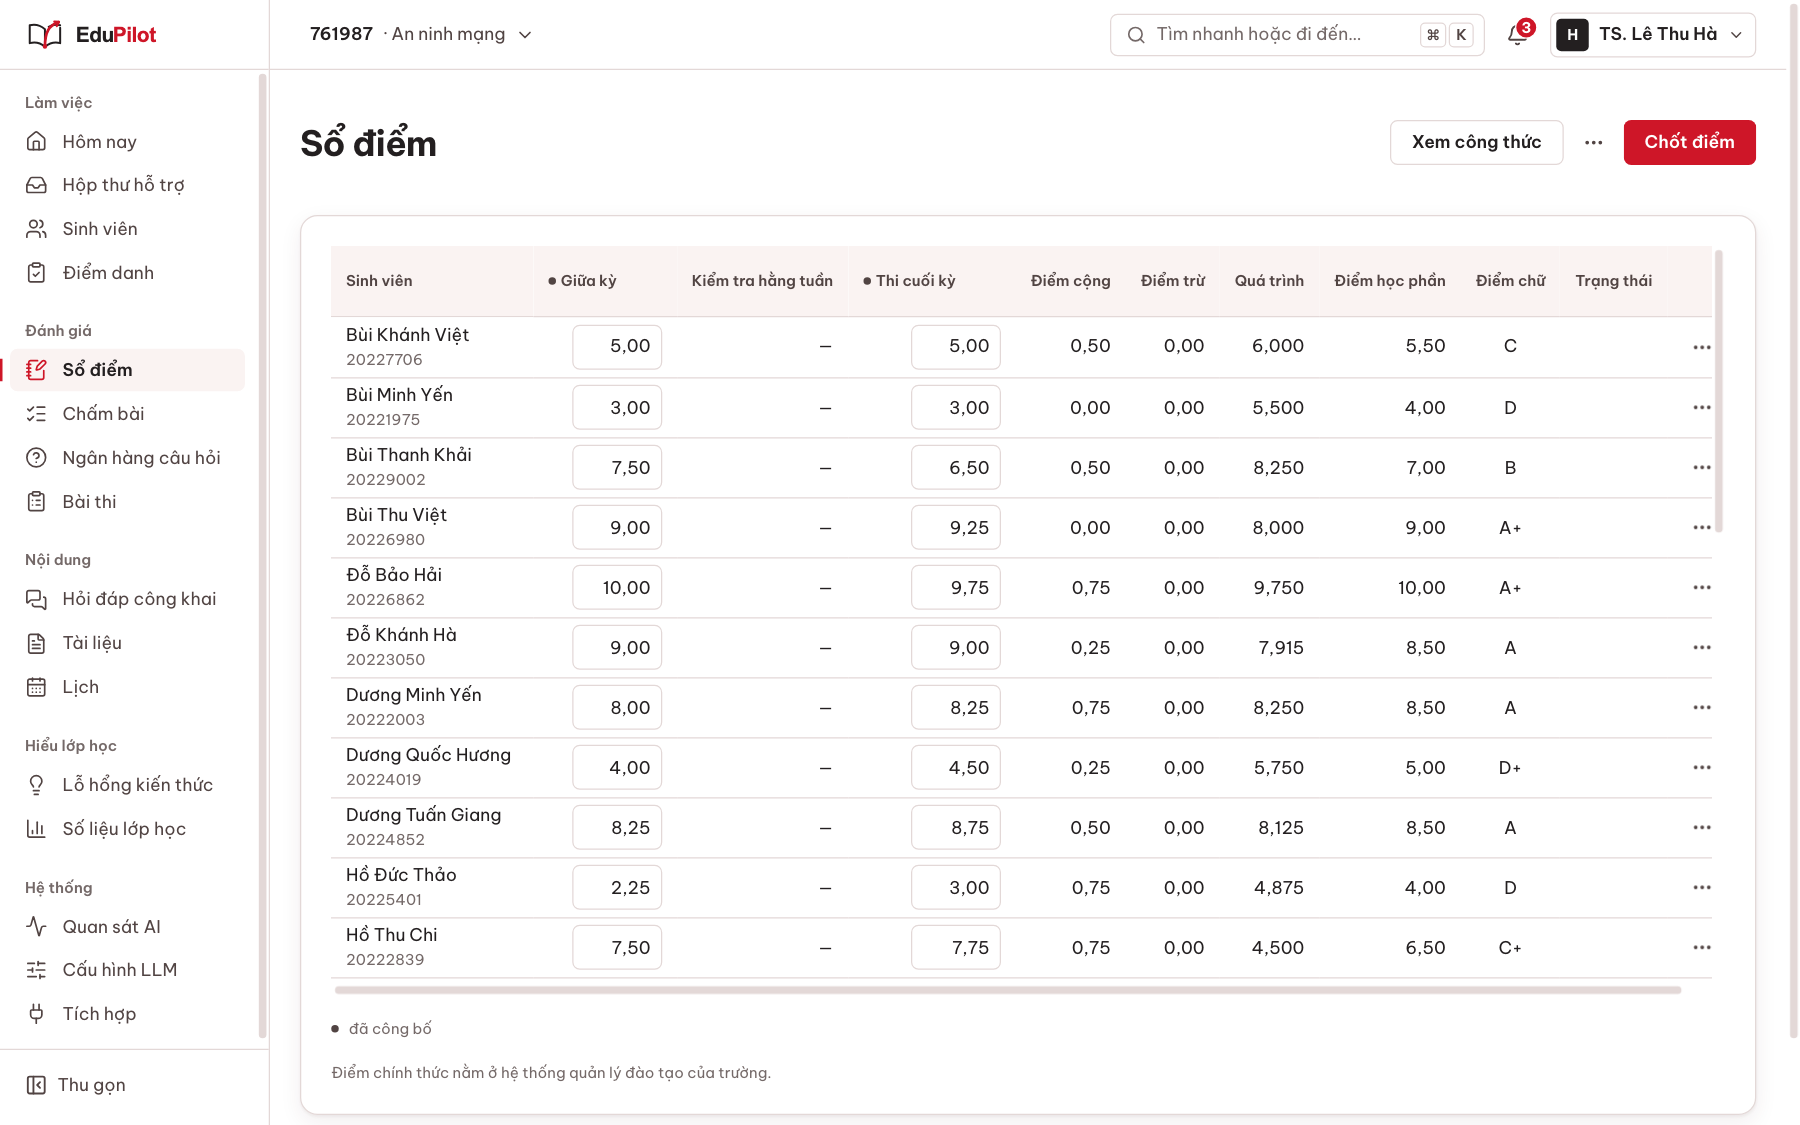 EduPilot
761987 · An ninh mạng
Tìm nhanh hoặc đi đến...
⌘ K
3
H
TS. Lê Thu Hà
Làm việc
Hôm nay
Hộp thư hỗ trợ
Sinh viên
Điểm danh
Đánh giá
Sổ điểm
Chấm bài
Ngân hàng câu hỏi
Bài thi
Nội dung
Hỏi đáp công khai
Tài liệu
Lịch
Hiểu lớp học
Lỗ hổng kiến thức
Số liệu lớp học
Hệ thống
Quan sát AI
Cấu hình LLM
Tích hợp
Thu gọn
Sổ điểm
Xem công thức
Chốt điểm
Sinh viên ● Giữa kỳ Kiểm tra hằng tuần ● Thi cuối kỳ Điểm cộng Điểm trừ Quá trình Điểm học phần Điểm chữ Trạng thái
Bùi Khánh Việt
20227706
5,00 – 5,00 0,50 0,00 6,000 5,50 C
Bùi Minh Yến
20221975
3,00 – 3,00 0,00 0,00 5,500 4,00 D
Bùi Thanh Khải
20229002
7,50 – 6,50 0,50 0,00 8,250 7,00 B
Bùi Thu Việt
20226980
9,00 – 9,25 0,00 0,00 8,000 9,00 A+
Đỗ Bảo Hải
20226862
10,00 – 9,75 0,75 0,00 9,750 10,00 A+
Đỗ Khánh Hà
20223050
9,00 – 9,00 0,25 0,00 7,915 8,50 A
Dương Minh Yến
20222003
8,00 – 8,25 0,75 0,00 8,250 8,50 A
Dương Quốc Hương
20224019
4,00 – 4,50 0,25 0,00 5,750 5,00 D+
Dương Tuấn Giang
20224852
8,25 – 8,75 0,50 0,00 8,125 8,50 A
Hồ Đức Thảo
20225401
2,25 – 3,00 0,75 0,00 4,875 4,00 D
Hồ Thu Chi
20222839
7,50 – 7,75 0,75 0,00 4,500 6,50 C+
● đã công bố
Điểm chính thức nằm ở hệ thống quản lý đào tạo của trường.